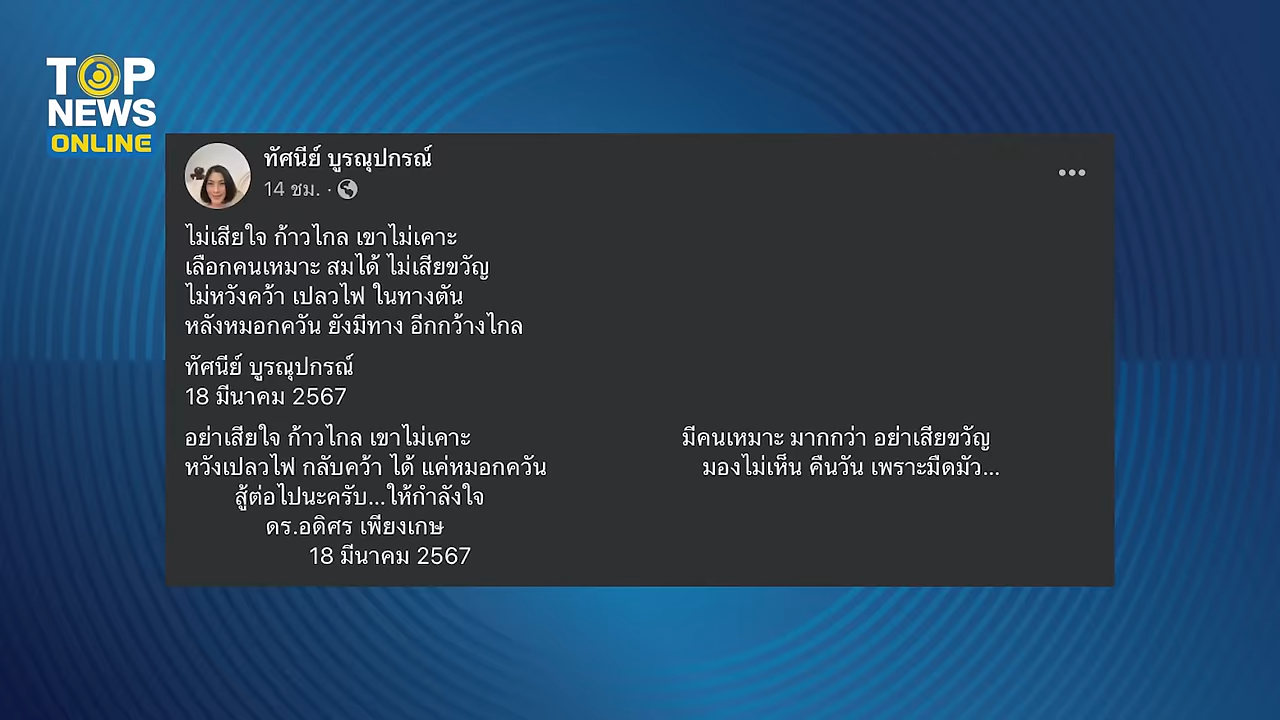 TOP
NEWS
ONLINE
ทัศนีย์ บูรณุปกรณ์
14 ชม. ·
ไม่เสียใจ ก้าวไกล เขาไม่เคาะ
เลือกคนเหมาะ สมได้ ไม่เสียขวัญ
ไม่หวังคว้า เปลวไฟ ในทางตัน
หลังหมอกควัน ยังมีทาง อีกกว้างไกล
ทัศนีย์ บูรณุปกรณ์
18 มีนาคม 2567
อย่าเสียใจ ก้าวไกล เขาไม่เคาะ มีคนเหมาะ มากกว่า อย่าเสียขวัญ
หวังเปลวไฟ กลับคว้า ได้ แค่หมอกควัน มองไม่เห็น คืนวัน เพราะมืดมัว...
สู้ต่อไปนะครับ...ให้กำลังใจ
ดร.อดิศร เพียงเกษ
18 มีนาคม 2567